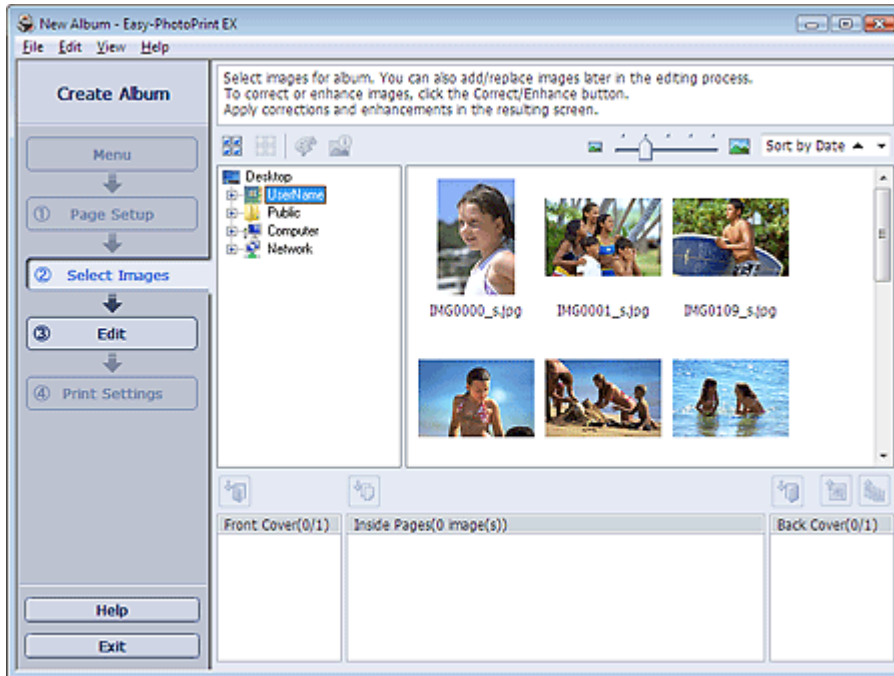 New Album - Easy-PhotoPrint EX
File Edit View Help
Create Album
Menu
① Page Setup
② Select Images
③ Edit
④ Print Settings
Help
Exit
Select images for album. You can also add/replace images later in the editing process.
To correct or enhance images, click the Correct/Enhance button.
Apply corrections and enhancements in the resulting screen.
Sort by Date
Desktop
UserName
Public
Computer
Network
IMG0000_s.jpg IMG0001_s.jpg IMG0109_s.jpg
Front Cover(0/1) Inside Pages(0 image(s)) Back Cover(0/1)